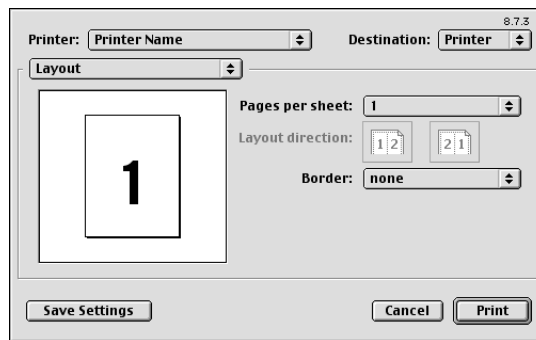 8.7.3
Printer: Printer Name Destination: Printer
Layout
Pages per sheet: 1
Layout direction: 1 2 2 1
Border: none
1
Save Settings Cancel Print